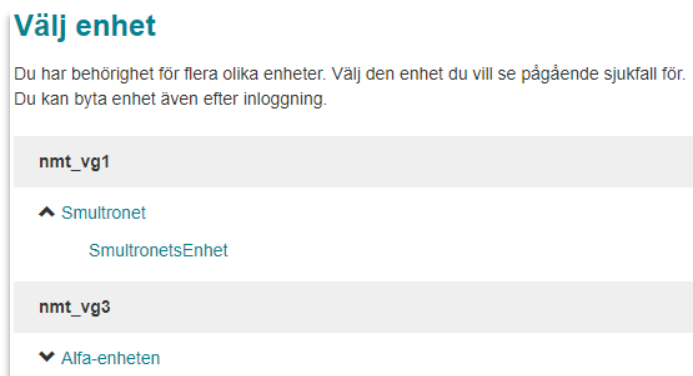 Välj enhet
Du har behörighet för flera olika enheter. Välj den enhet du vill se pågående sjukfall för.
Du kan byta enhet även efter inloggning.
nmt_vg1
Smultronet
SmultronetsEnhet
nmt_vg3
Alfa-enheten